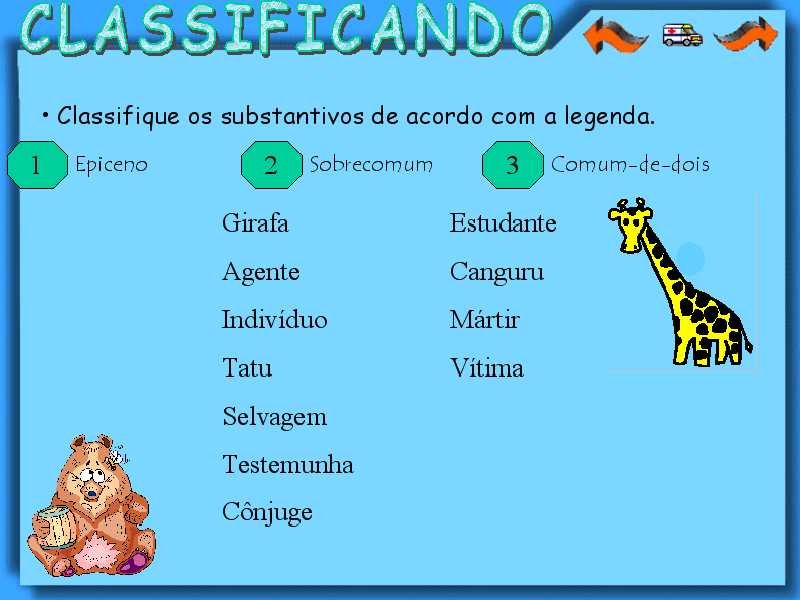 CLASSIFICANDO
• Classifique os substantivos de acordo com a legenda.
1 Epiceno 2 Sobrecomum 3 Comum-de-dois
Girafa Estudante
Agente Canguru
Indivíduo Mártir
Tatu Vítima
Selvagem
Testemunha
Cônjuge